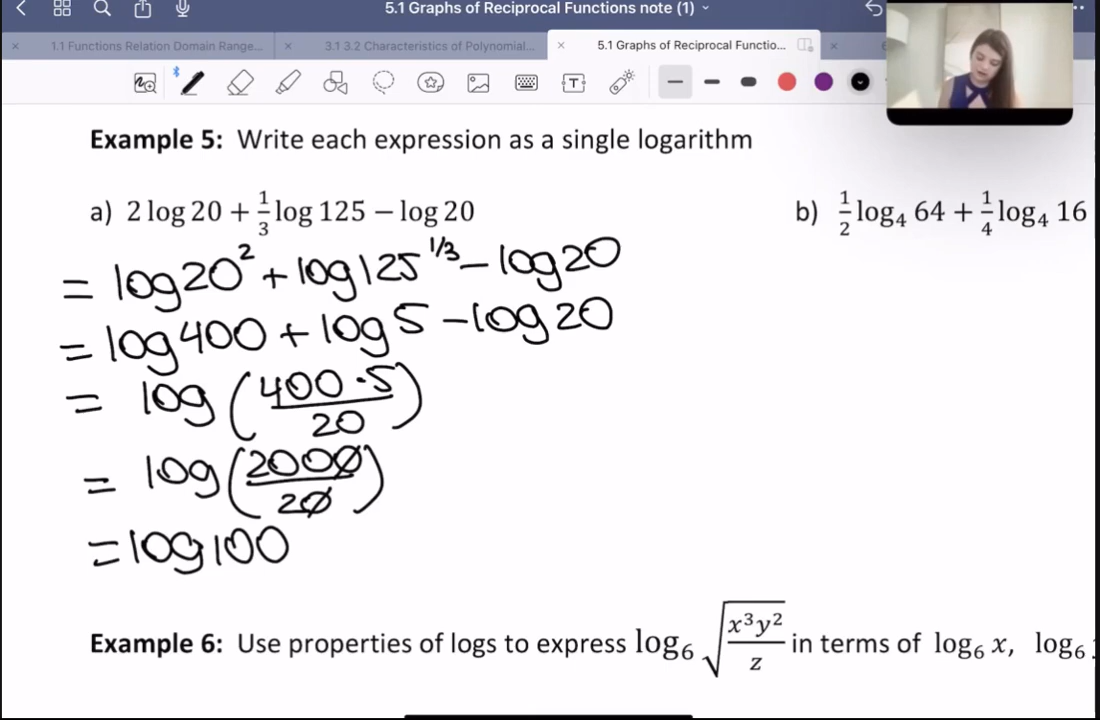 5.1 Graphs of Reciprocal Functions note (1)
1.1 Functions Relation Domain Range...
3.1 3.2 Characteristics of Polynomial...
5.1 Graphs of Reciprocal Functio...
Example 5: Write each expression as a single logarithm
a) 2 log 20 + 1/3 log 125 − log 20
b) 1/2 log₄ 64 + 1/4 log₄ 16
= log 20² + log 125^(1/3) − log 20
= log 400 + log 5 − log 20
= log (400 · 5 / 20)
= log (2000 / 20)
= log 100
Example 6: Use properties of logs to express log₆ √(x³y²/z) in terms of log₆ x, log₆